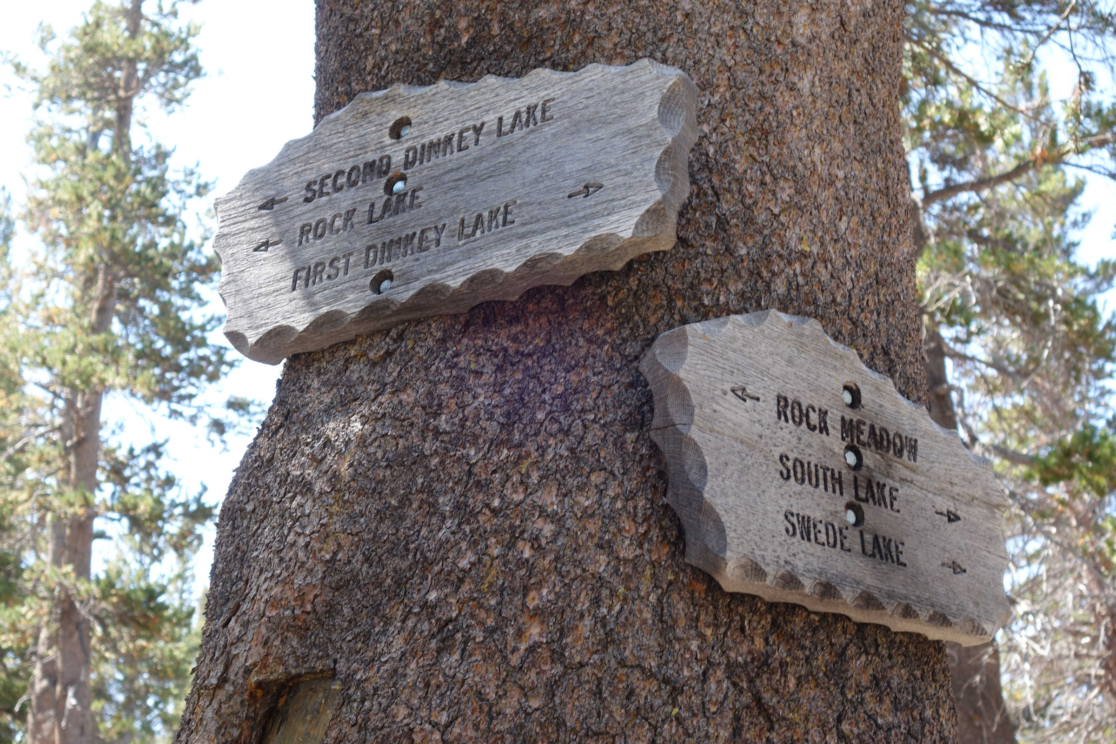 SECOND DINKEY LAKE
ROCK LAKE
FIRST DINKEY LAKE
ROCK MEADOW
SOUTH LAKE
SWEDE LAKE